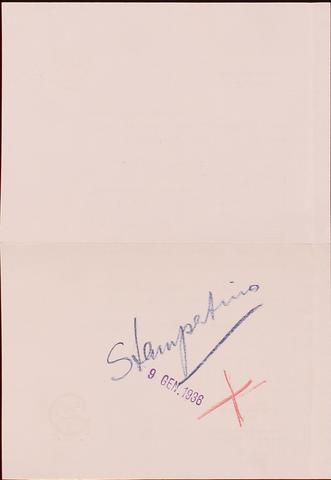 Stampatino
9 GEN. 1936